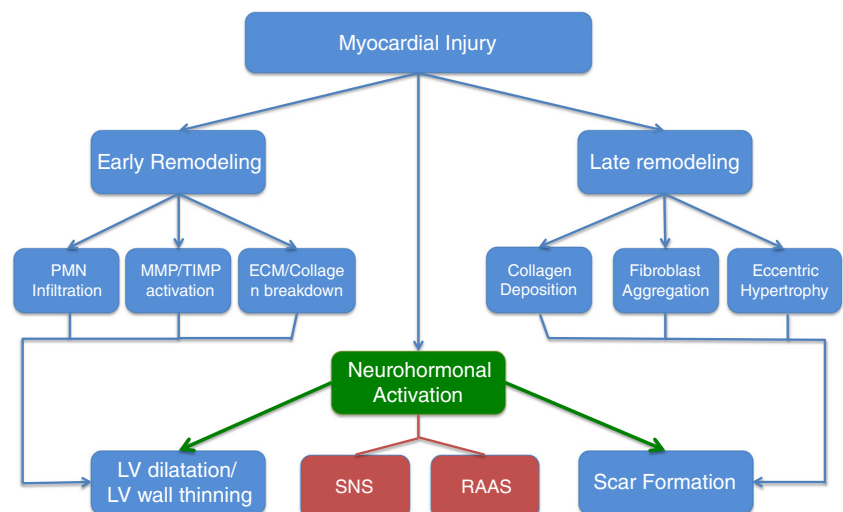 Myocardial Injury
Early Remodeling
Late remodeling
PMN
Infiltration
MMP/TIMP
activation
ECM/Collage
n breakdown
Collagen
Deposition
Fibroblast
Aggregation
Eccentric
Hypertrophy
Neurohormonal
Activation
LV dilatation/
LV wall thinning
SNS
RAAS
Scar Formation